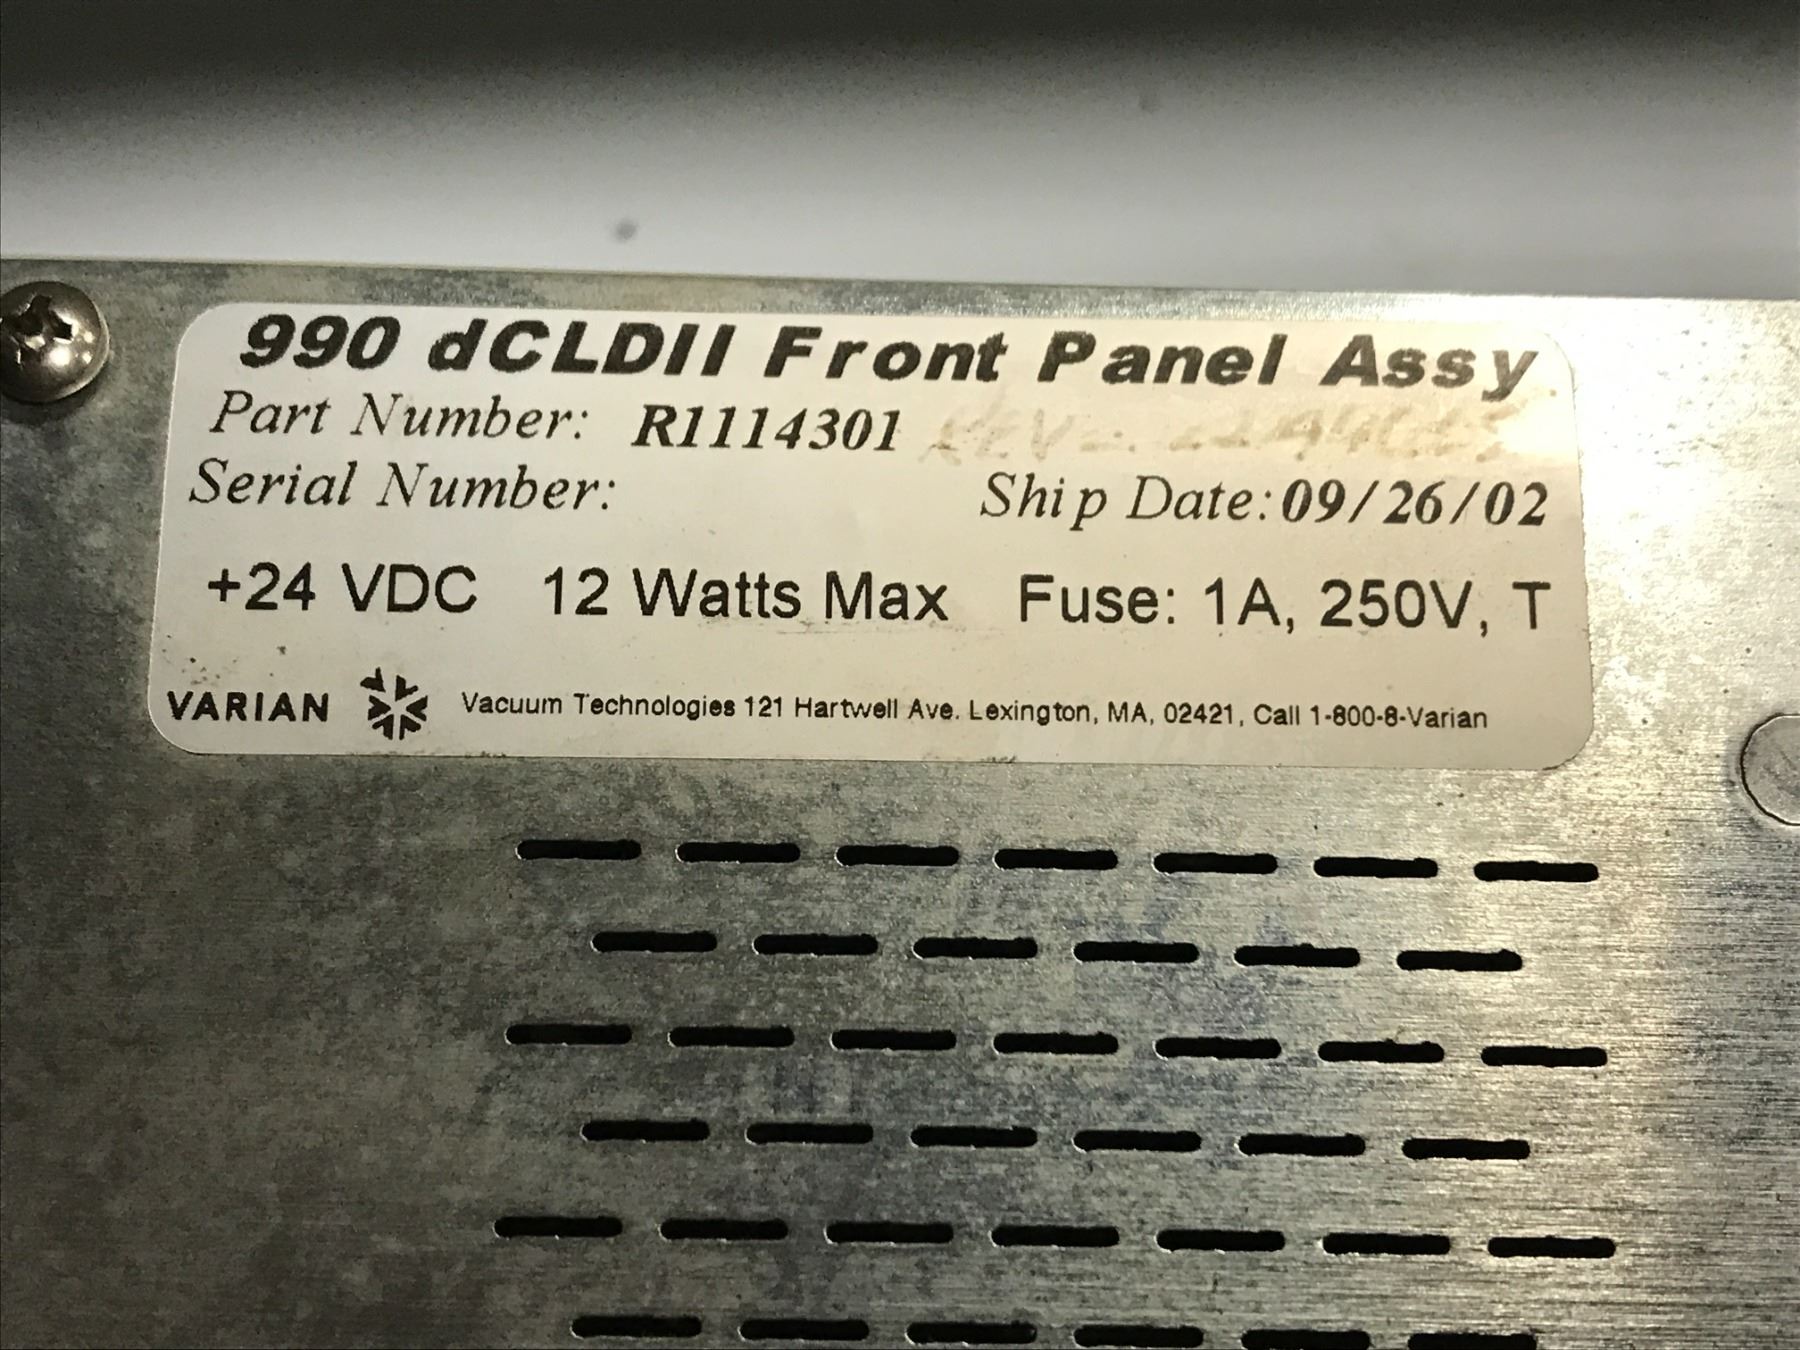 990 dCLDII Front Panel Assy
Part Number: R1114301
Serial Number: Ship Date: 09/26/02
+24 VDC 12 Watts Max Fuse: 1A, 250V, T
VARIAN Vacuum Technologies 121 Hartwell Ave. Lexington, MA, 02421, Call 1-800-8-Varian